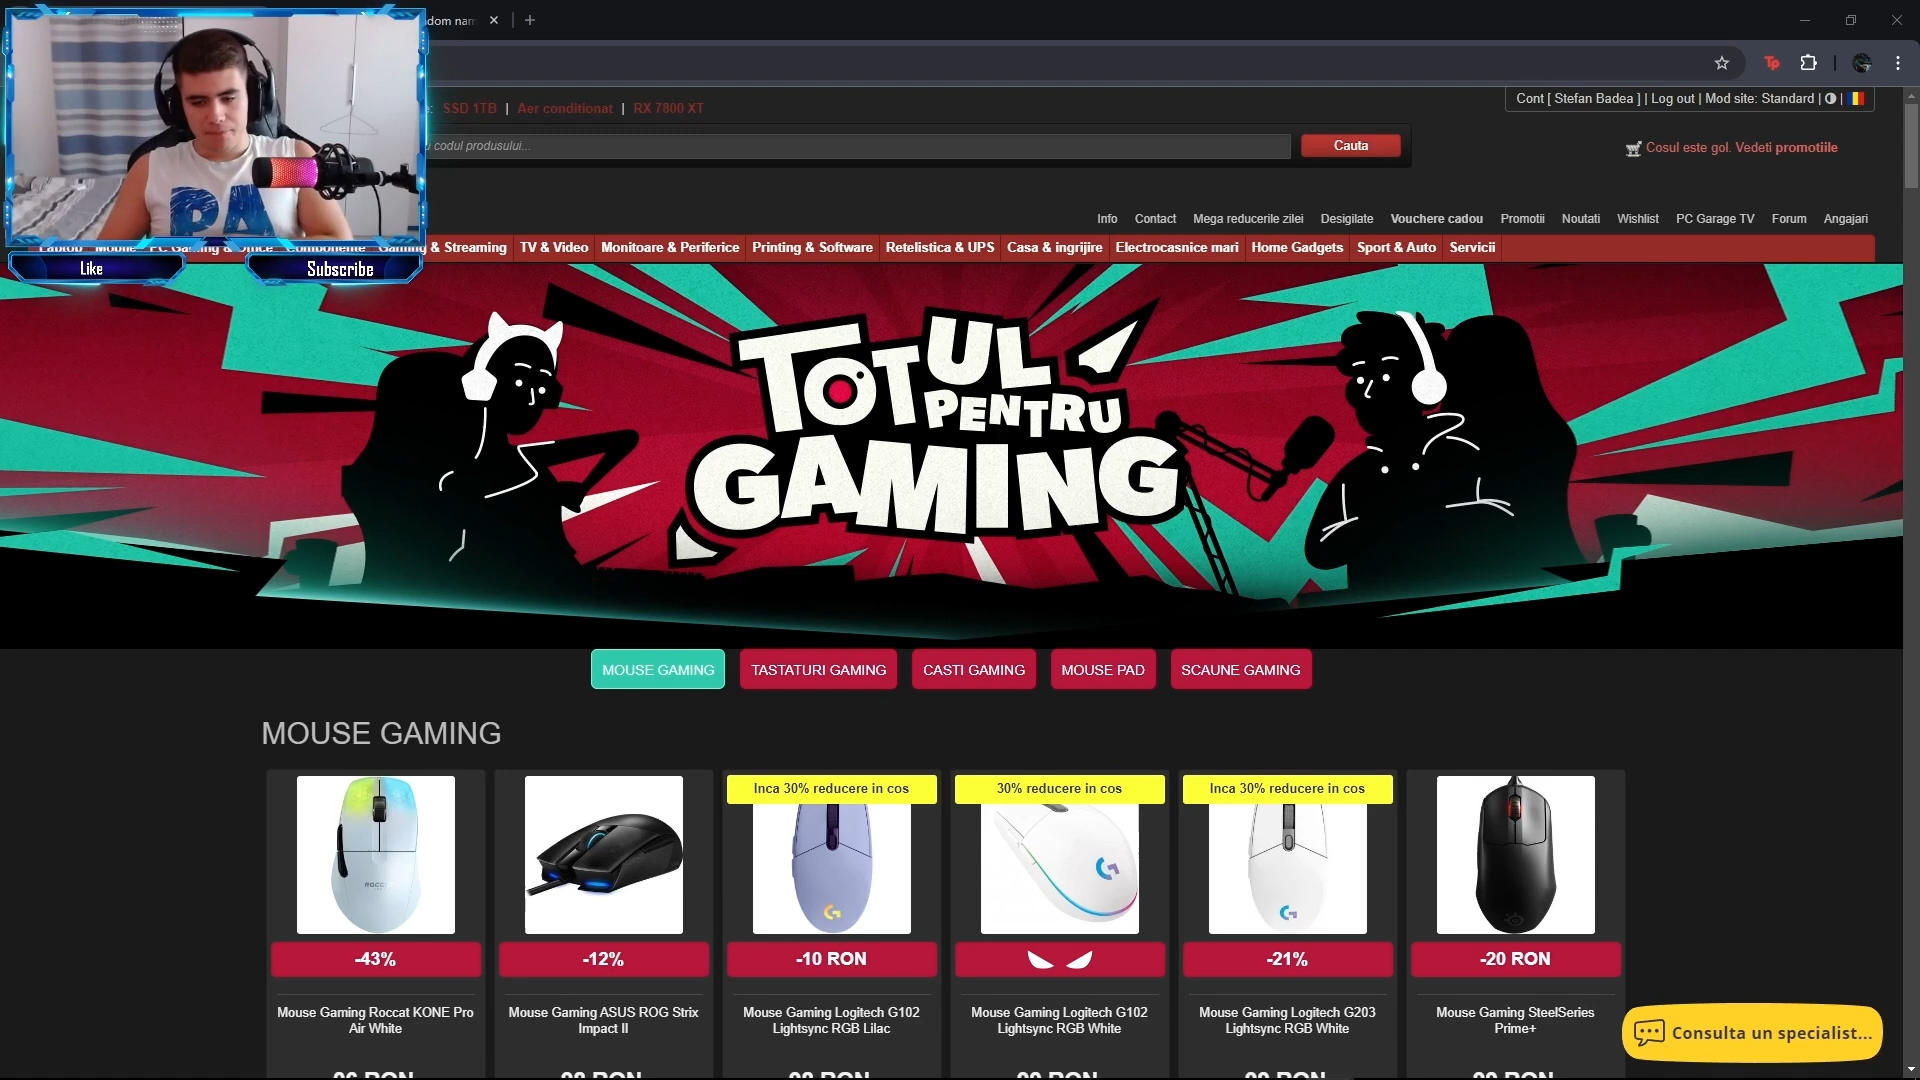 dom nam
SSD 1TB | Aer conditionat | RX 7800 XT
Cont [ Stefan Badea ] | Log out | Mod site: Standard |
codul produsului...
Cauta
Cosul este gol. Vedeti promotiile
Info Contact Mega reducerile zilei Desigilate Vouchere cadou Promotii Noutati Wishlist PC Garage TV Forum Angajari
Laptop Mobile PC Gaming & Office Componente Gaming & Streaming TV & Video Monitoare & Periferice Printing & Software Retelistica & UPS Casa & ingrijire Electrocasnice mari Home Gadgets Sport & Auto Servicii
Like
Subscribe
TOTUL
PENTRU
GAMING
MOUSE GAMING TASTATURI GAMING CASTI GAMING MOUSE PAD SCAUNE GAMING
MOUSE GAMING
Inca 30% reducere in cos
30% reducere in cos
Inca 30% reducere in cos
-43%
-12%
-10 RON
-21%
-20 RON
Mouse Gaming Roccat KONE Pro
Air White
Mouse Gaming ASUS ROG Strix
Impact II
Mouse Gaming Logitech G102
Lightsync RGB Lilac
Mouse Gaming Logitech G102
Lightsync RGB White
Mouse Gaming Logitech G203
Lightsync RGB White
Mouse Gaming SteelSeries
Prime+
Consulta un specialist...